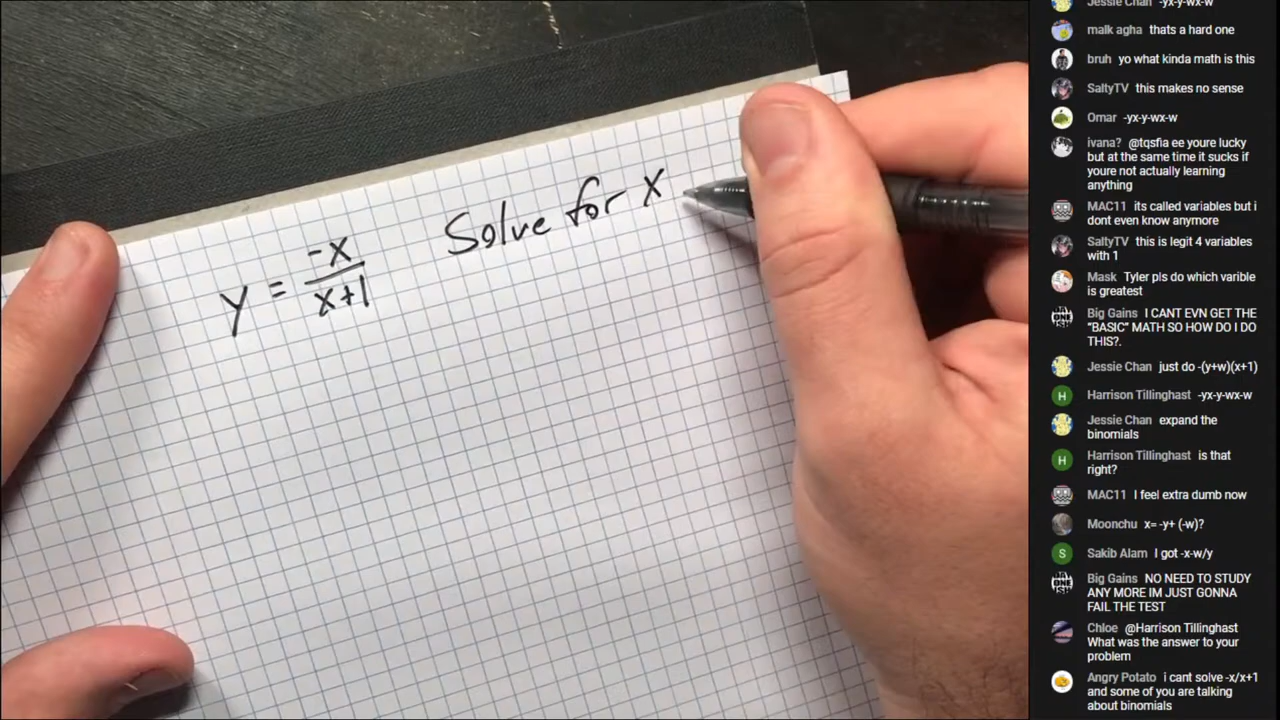 y = -x/x+1
Solve for x
Jessie Chan -yx-y-wx-w
malk agha thats a hard one
bruh yo what kinda math is this
SaltyTV this makes no sense
Omar -yx-y-wx-w
ivana? @tqsfia ee youre lucky
but at the same time it sucks if
youre not actually learning
anything
MAC11 its called variables but i
dont even know anymore
SaltyTV this is legit 4 variables
with 1
Mask Tyler pls do which varible
is greatest
Big Gains I CANT EVN GET THE
"BASIC" MATH SO HOW DO I DO
THIS?.
Jessie Chan just do -(y+w)(x+1)
H Harrison Tillinghast -yx-y-wx-w
Jessie Chan expand the
binomials
H Harrison Tillinghast is that
right?
MAC11 I feel extra dumb now
Moonchu x= -y+ (-w)?
S Sakib Alam I got -x-w/y
Big Gains NO NEED TO STUDY
ANY MORE IM JUST GONNA
FAIL THE TEST
Chloe @Harrison Tillinghast
What was the answer to your
problem
Angry Potato i cant solve -x/x+1
and some of you are talking
about binomials